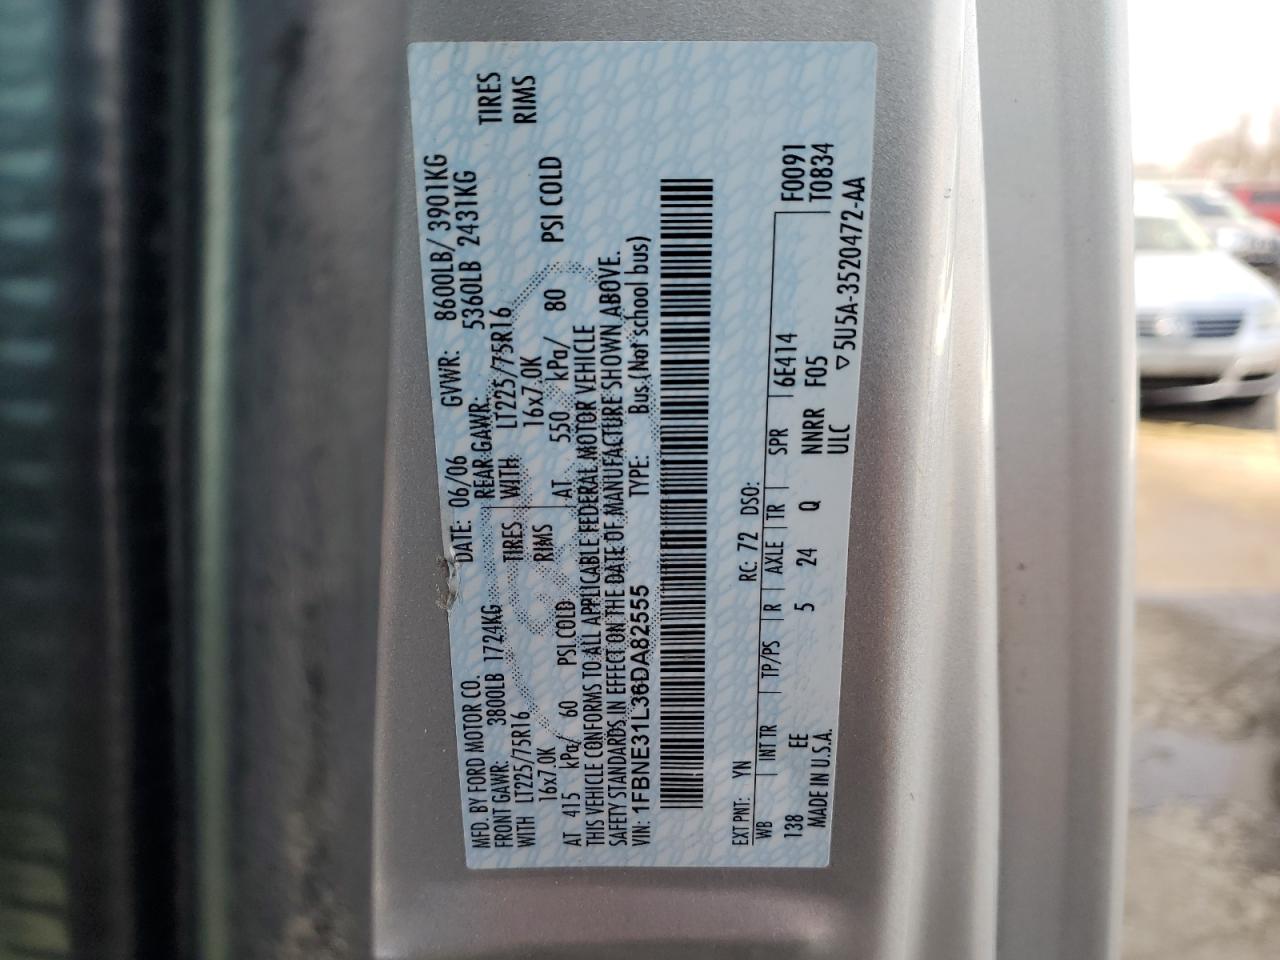 MFD. BY FORD MOTOR CO.
DATE: 06/06 GVWR: 8600LB/ 3901KG
FRONT GAWR: 3800LB 1724KG REAR GAWR: 5360LB 2431KG
WITH LT225/75R16 TIRES WITH LT225/75R16 TIRES
16x7.0K RIMS 16x7.0K RIMS
AT 415 kPa/ 60 PSI COLD AT 550 kPa/ 80 PSI COLD
THIS VEHICLE CONFORMS TO ALL APPLICABLE FEDERAL MOTOR VEHICLE
SAFETY STANDARDS IN EFFECT ON THE DATE OF MANUFACTURE SHOWN ABOVE.
VIN: 1FBNE31L36DA82555 TYPE: Bus (Not school bus)
EXT PNT: YN RC: 72 DSO:
WB INT TR TP/PS R AXLE TR SPR 6E414 F0091
138 EE 5 24 Q NNRR F05 T0834
MADE IN U.S.A. ULC
▽5U5A-3520472-AA